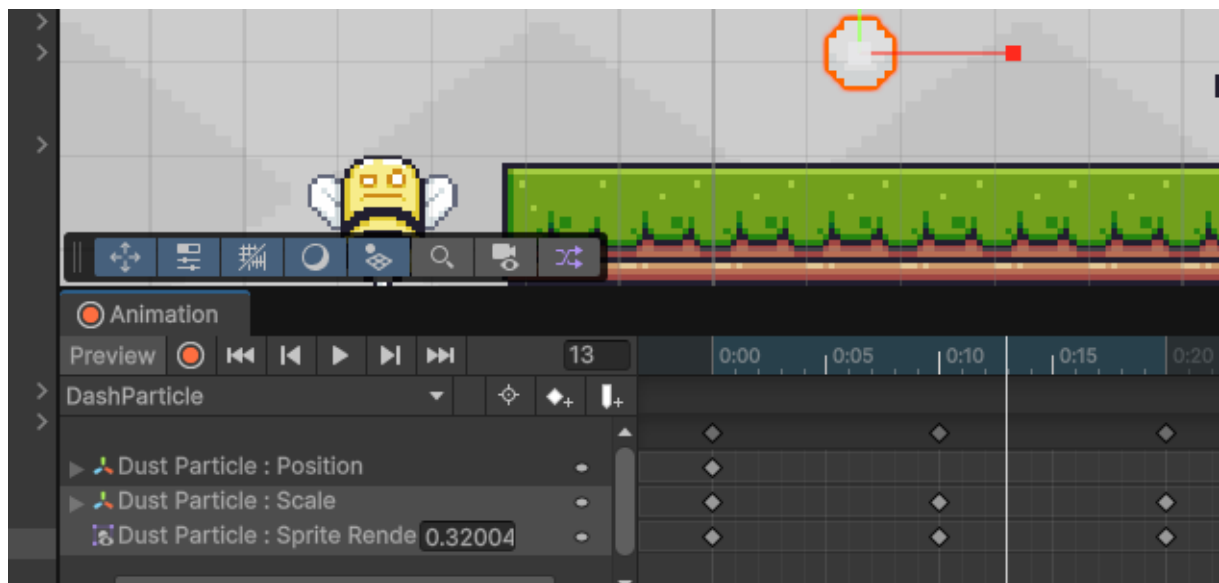 Animation
Preview 13 0:00 0:05 0:10 0:15 0:20
DashParticle
Dust Particle : Position
Dust Particle : Scale
Dust Particle : Sprite Rende 0.32004